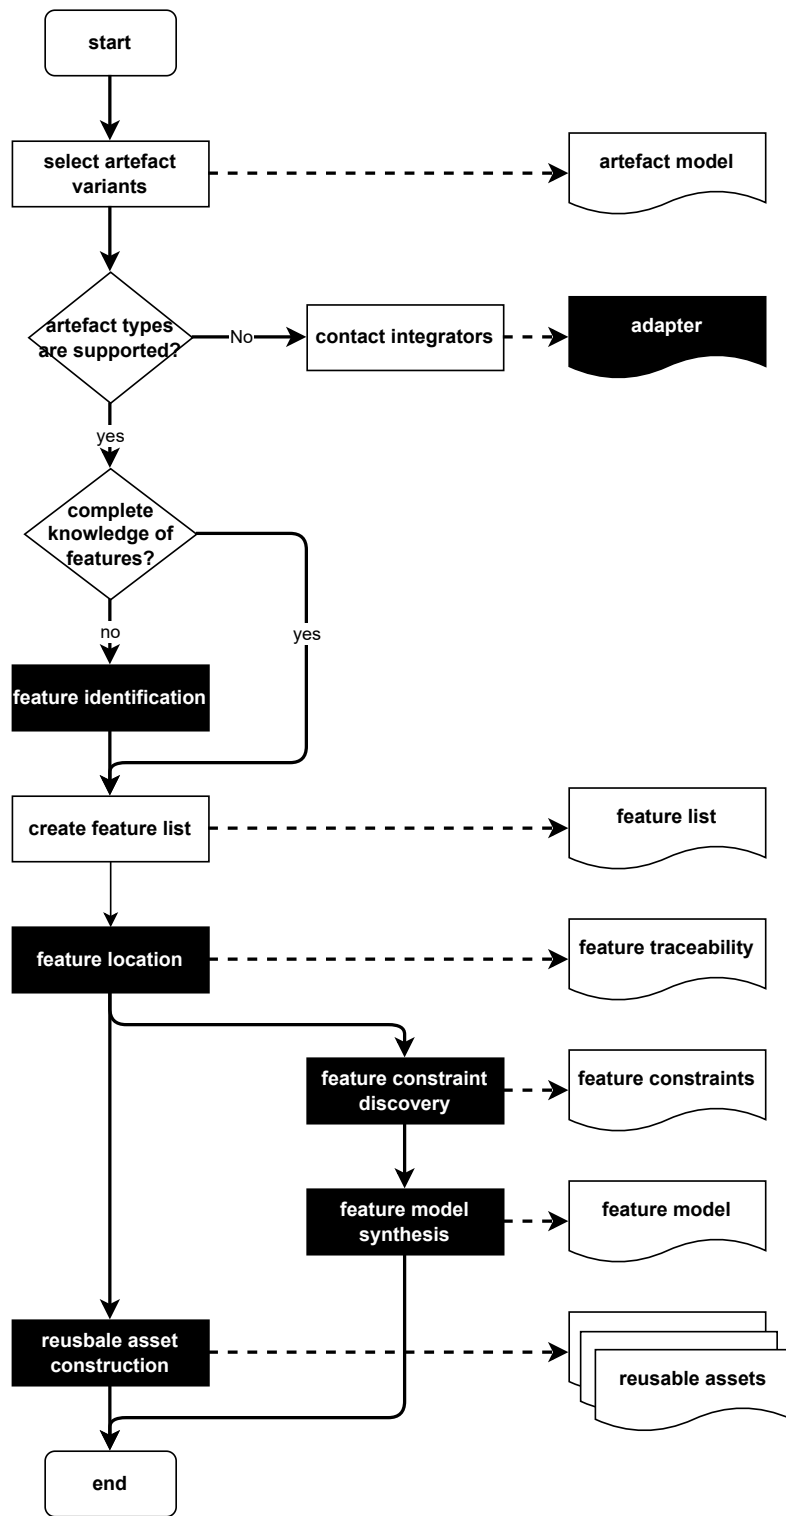 start
select artefact
variants
artefact model
artefact types
are supported?
No
contact integrators
adapter
yes
complete
knowledge of
features?
no
yes
feature identification
create feature list
feature list
feature location
feature traceability
feature constraint
discovery
feature constraints
feature model
synthesis
feature model
reusbale asset
construction
reusable assets
end